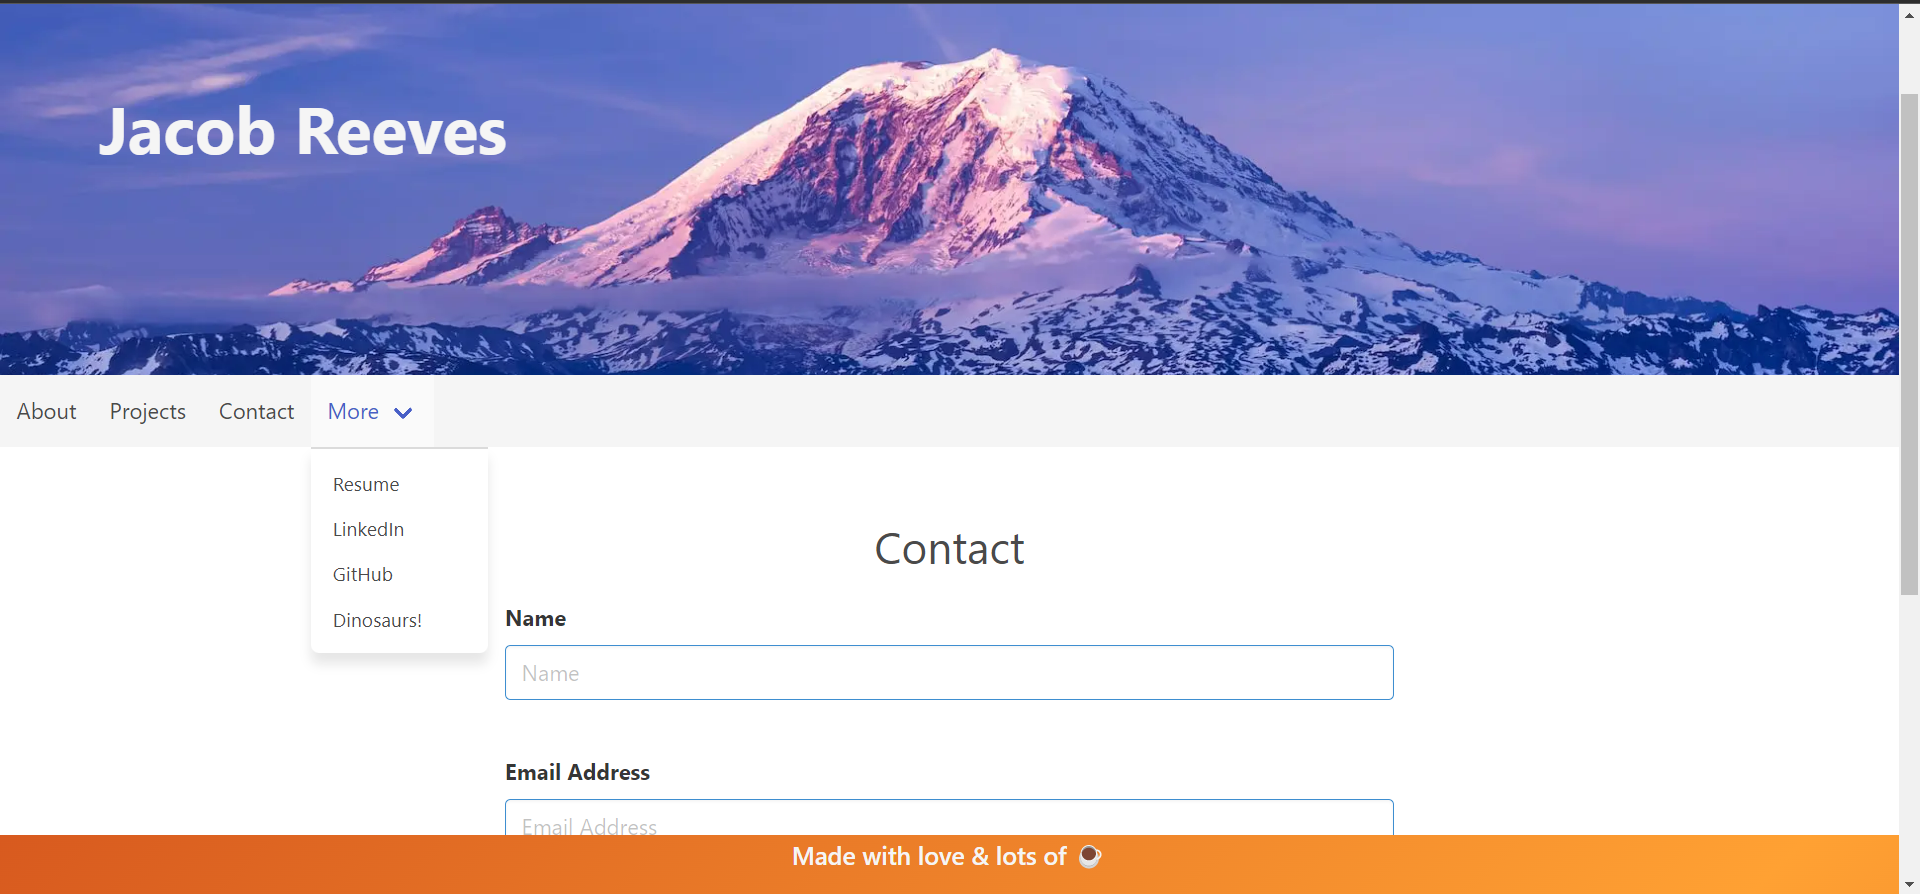 Jacob Reeves
About Projects Contact More
Resume
LinkedIn
GitHub
Dinosaurs!
Contact
Name
Name
Email Address
Email Address
Made with love & lots of ☕